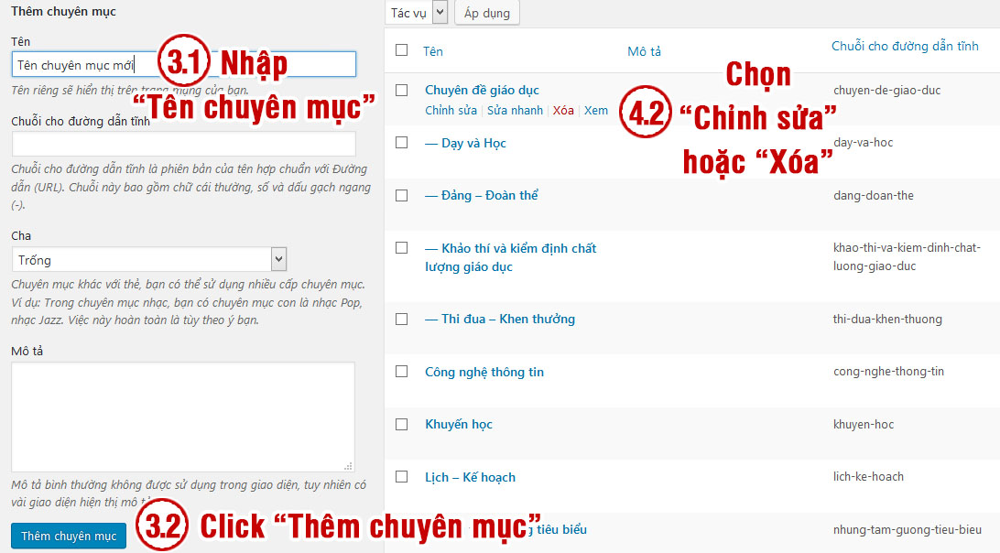 Thêm chuyên mục
Tên
Tên chuyên mục mới
3.1 Nhập
“Tên chuyên mục”
Tên riêng sẽ hiển thị trên trang mạng của bạn.
Chuỗi cho đường dẫn tĩnh
Chuỗi cho đường dẫn tĩnh là phiên bản của tên hợp chuẩn với Đường
dẫn (URL). Chuỗi này bao gồm chữ cái thường, số và dấu gạch ngang
(-).
Cha
Trống
Chuyên mục khác với thẻ, bạn có thể sử dụng nhiều cấp chuyên mục.
Ví dụ: Trong chuyên mục nhạc, bạn có chuyên mục con là nhạc Pop,
nhạc Jazz. Việc này hoàn toàn là tùy theo ý bạn.
Mô tả
Mô tả bình thường không được sử dụng trong giao diện, tuy nhiên có
vài giao diện hiện thị mô
Thêm chuyên mục
3.2 Click “Thêm chuyên mục”
Tác vụ
Áp dụng
Tên Mô tả Chuỗi cho đường dẫn tĩnh
Chuyên đề giáo dục chuyen-de-giao-duc
Chỉnh sửa | Sửa nhanh | Xóa | Xem
4.2 Chọn
“Chỉnh sửa”
hoặc “Xóa”
— Dạy và Học day-va-hoc
— Đảng – Đoàn thể dang-doan-the
— Khảo thí và kiểm định chất khao-thi-va-kiem-dinh-chat-
lượng giáo dục luong-giao-duc
— Thi đua – Khen thưởng thi-dua-khen-thuong
Công nghệ thông tin cong-nghe-thong-tin
Khuyến học khuyen-hoc
Lịch – Kế hoạch lich-ke-hoach
tiêu biểu nhung-tam-guong-tieu-bieu